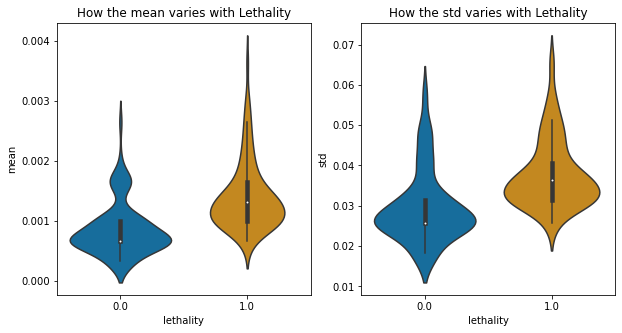 How the mean varies with Lethality
0.004
0.003
0.002
0.001
0.000
mean
0.0
1.0
lethality
How the std varies with Lethality
0.07
0.06
0.05
0.04
0.03
0.02
0.01
std
0.0
1.0
lethality